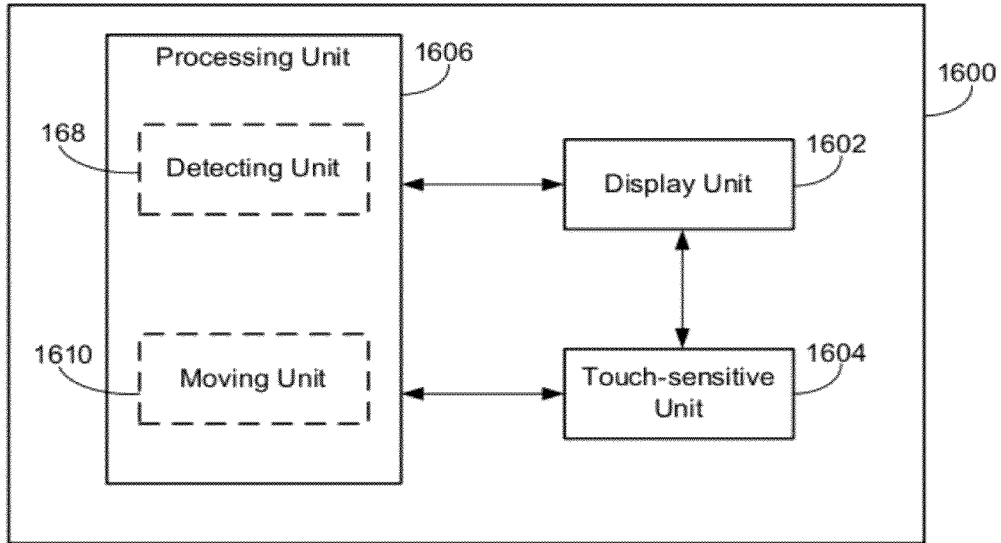 Processing Unit
1606
1600
168
Detecting Unit
1602
Display Unit
1610
Moving Unit
1604
Touch-sensitive
Unit